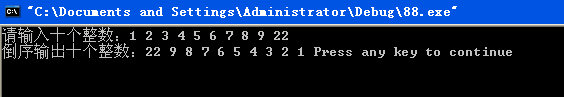 "C:\Documents and Settings\Administrator\Debug\88.exe"
请输入十个整数：1 2 3 4 5 6 7 8 9 22
倒序输出十个整数：22 9 8 7 6 5 4 3 2 1 Press any key to continue